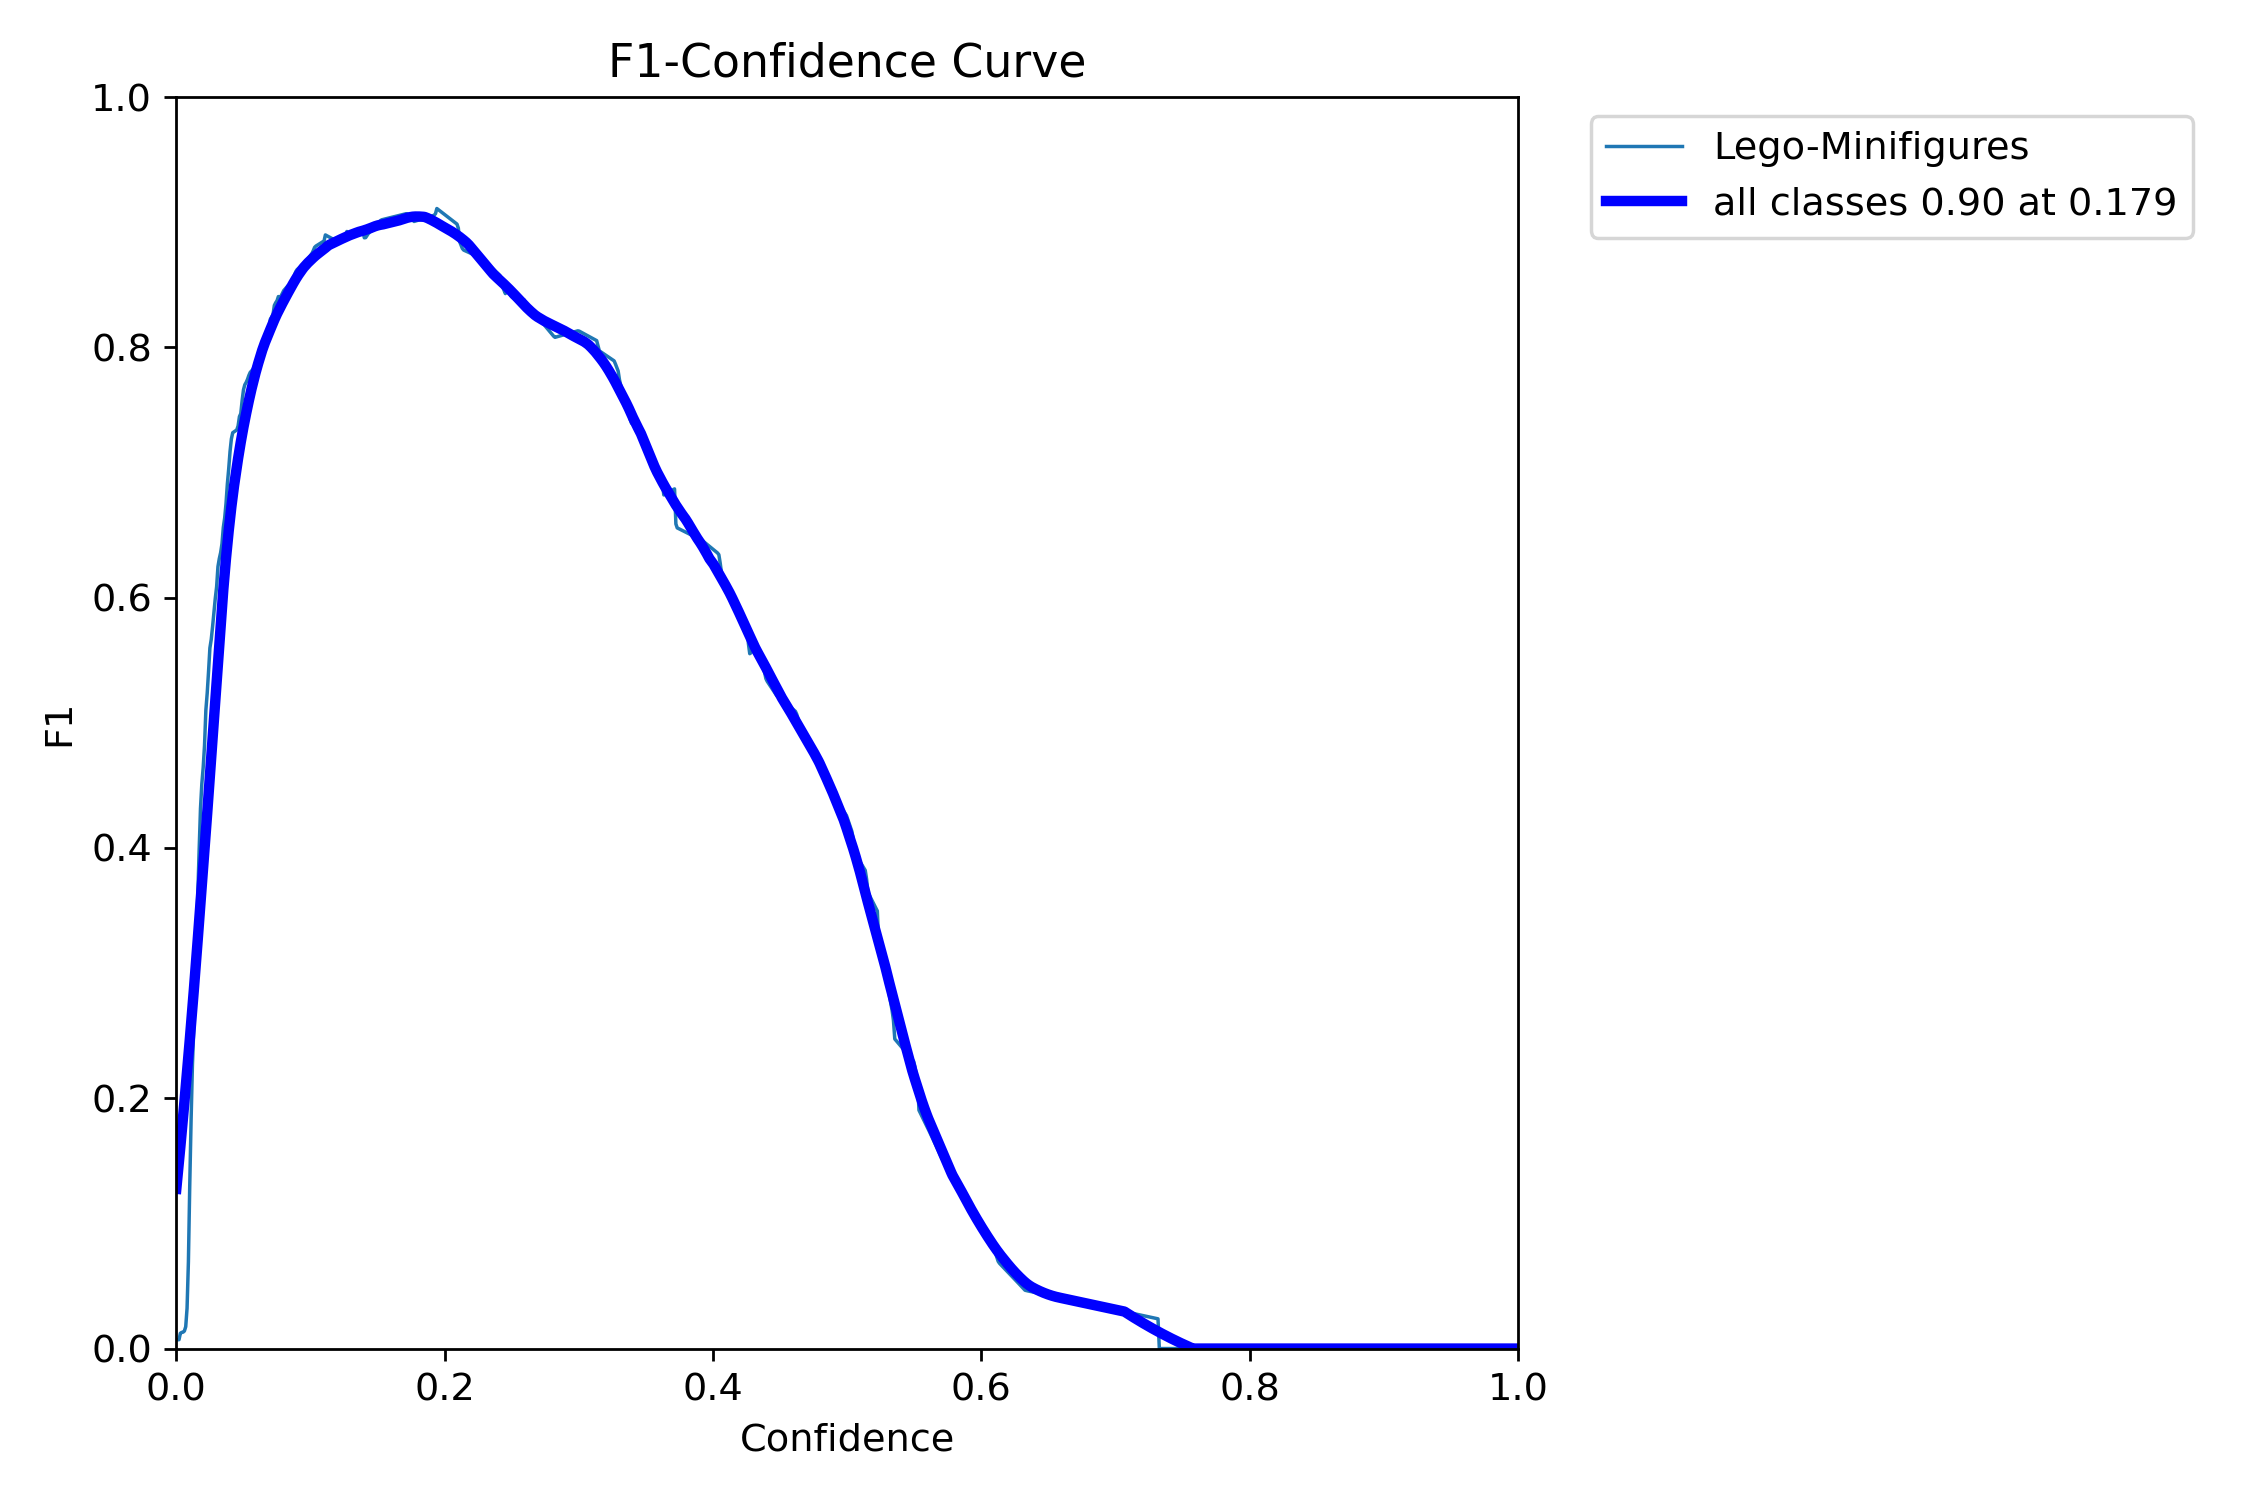 F1-Confidence Curve
1.0
0.8
0.6
0.4
0.2
0.0
F1
0.0 0.2 0.4 0.6 0.8 1.0
Confidence
Lego-Minifigures
all classes 0.90 at 0.179